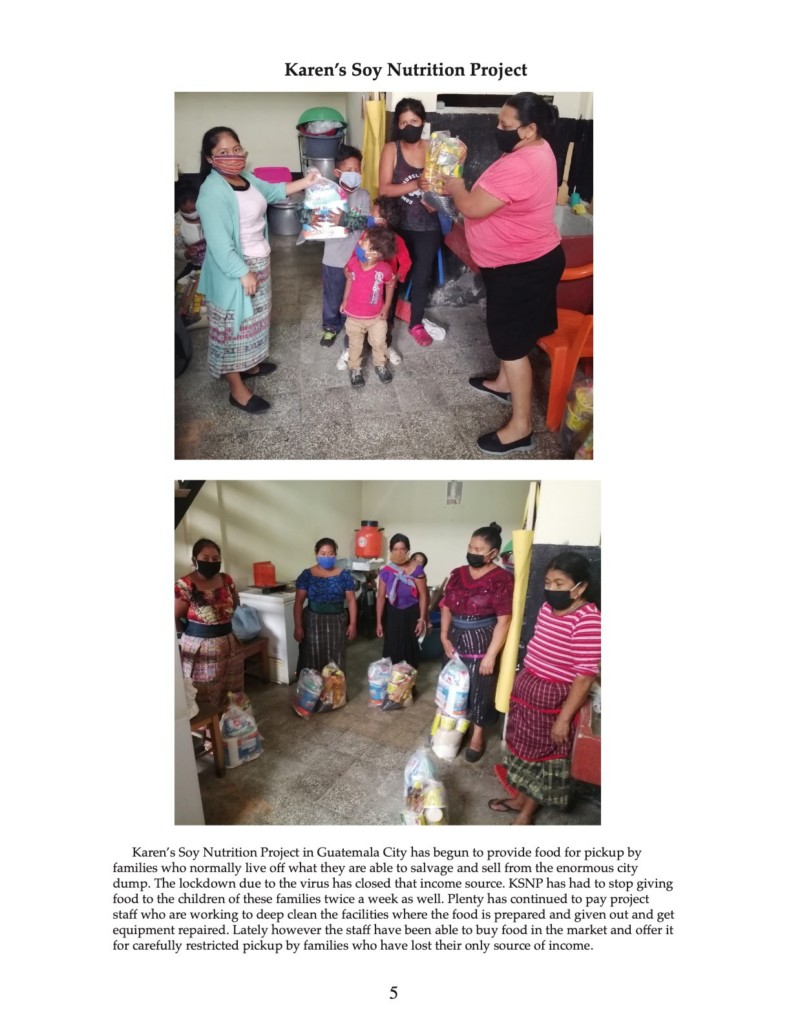 Karen’s Soy Nutrition Project
Karen’s Soy Nutrition Project in Guatemala City has begun to provide food for pickup by
families who normally live off what they are able to salvage and sell from the enormous city
dump. The lockdown due to the virus has closed that income source. KSNP has had to stop giving
food to the children of these families twice a week as well. Plenty has continued to pay project
staff who are working to deep clean the facilities where the food is prepared and given out and get
equipment repaired. Lately however the staff have been able to buy food in the market and offer it
for carefully restricted pickup by families who have lost their only source of income.
5